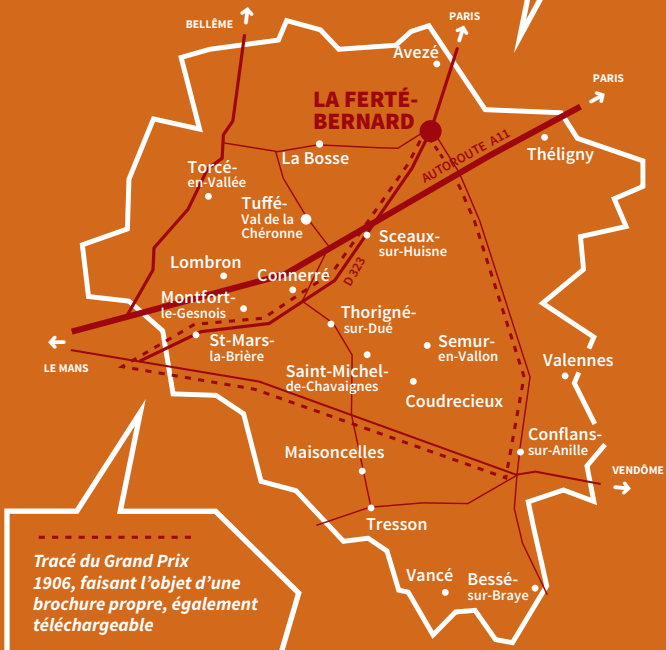 BELLÊME
PARIS
Avezé
PARIS
LA FERTÉ-
BERNARD
AUTOROUTE A11
Théligny
La Bosse
Torcé-
en-Vallée
Tuffé-
Val de la
Chéronne
Sceaux-
sur-Huisne
Lombron
Connerré
D 323
Montfort-
le-Gesnois
Thorigné-
sur-Dué
St-Mars-
la-Brière
Semur-
en-Vallon
LE MANS
Saint-Michel-
de-Chavaignes
Valennes
Coudrecieux
Conflans-
sur-Anille
Maisoncelles
VENDÔME
Tresson
Tracé du Grand Prix
1906, faisant l’objet d’une
brochure propre, également
téléchargeable
Vancé
Bessé-
sur-Braye